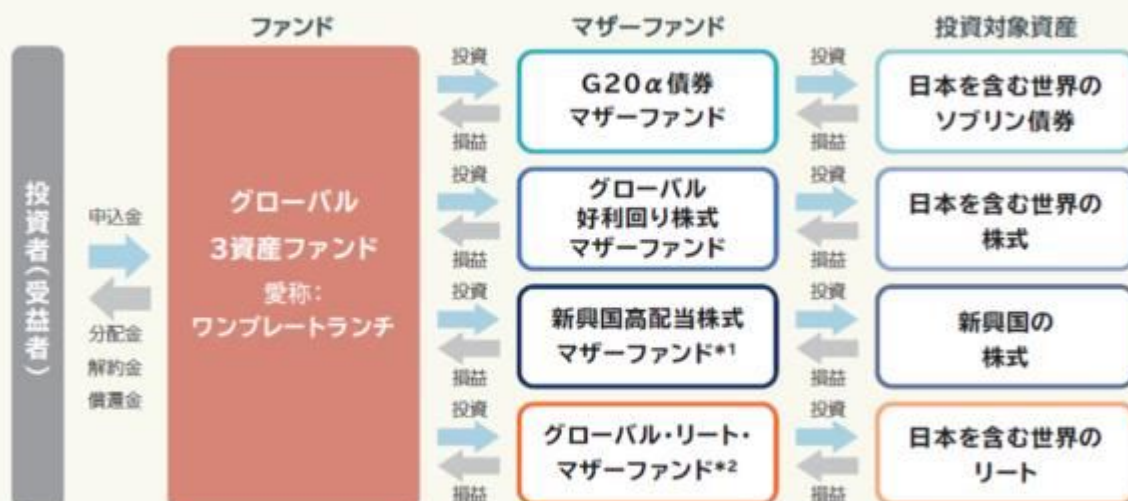 ファンド
マザーファンド
投資対象資産
投資者(受益者)
申込金
分配金
解約金
償還金
グローバル
3資産ファンド
愛称:
ワンプレートランチ
投資
損益
G20α債券
マザーファンド
投資
損益
日本を含む世界の
ソブリン債券
投資
損益
グローバル
好利回り株式
マザーファンド
投資
損益
日本を含む世界の
株式
投資
損益
新興国高配当株式
マザーファンド*1
投資
損益
新興国の
株式
投資
損益
グローバル・リート・
マザーファンド*2
投資
損益
日本を含む世界の
リート